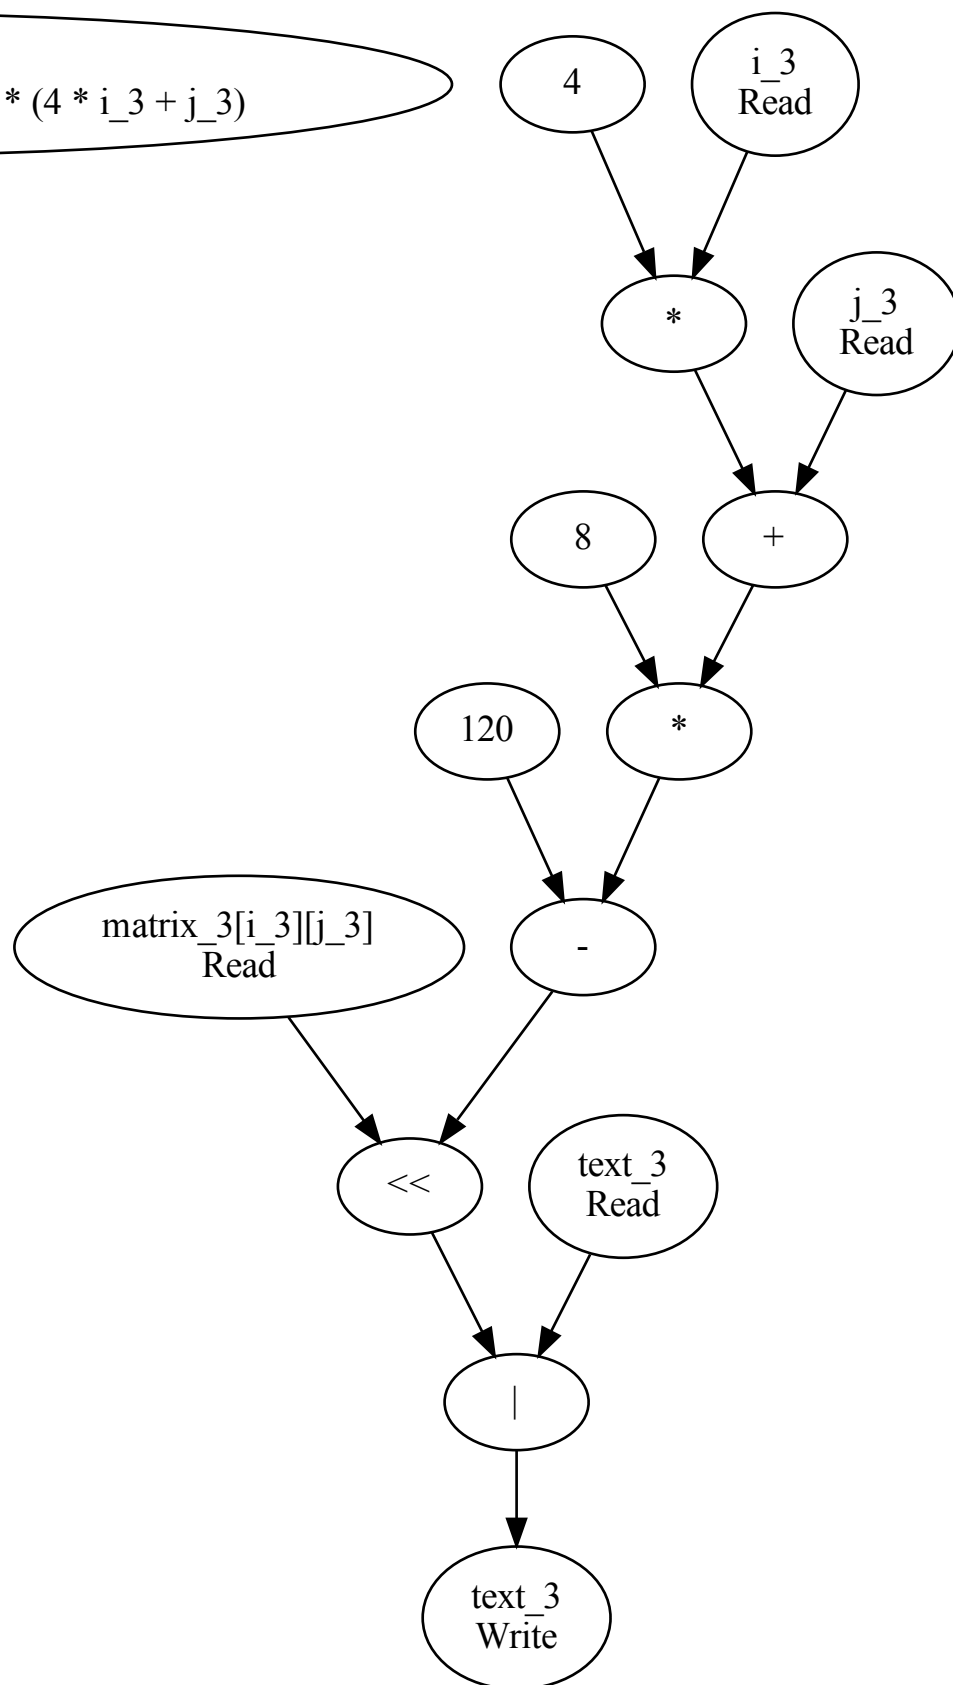 * (4 * i_3 + j_3)
4
i_3
Read
*
j_3
Read
8
+
120
*
matrix_3[i_3][j_3]
Read
-
<<
text_3
Read
|
text_3
Write